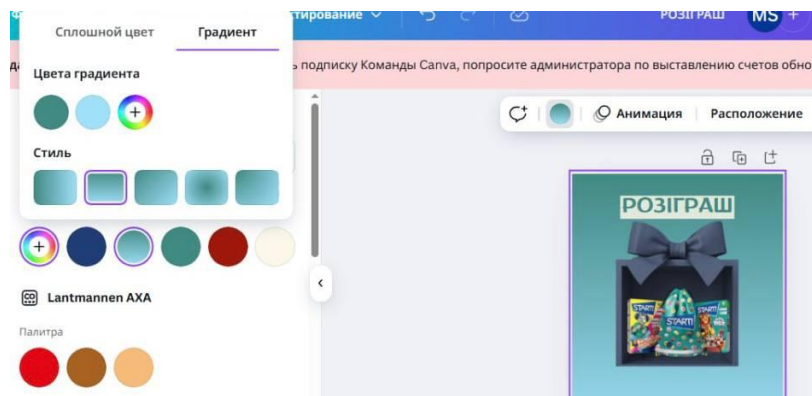 тирование
РОЗІГРАШ
MS
Сплошной цвет
Градиент
подписку Команды Canva, попросите администратора по выставлению счетов обно
Цвета градиента
Анимация
Расположение
Стиль
РОЗІГРАШ
START!
START!
CO
Lantmannen AXA
Палитра